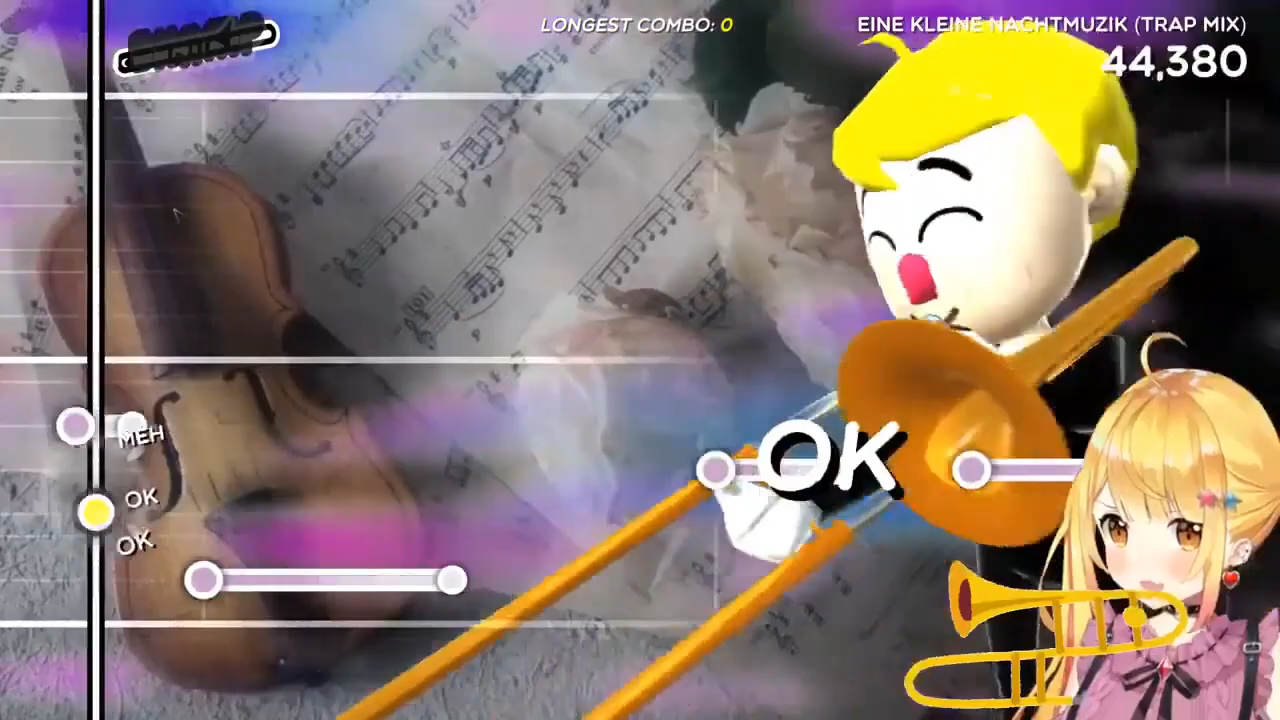 LONGEST COMBO: 0
EINE KLEINE NACHTMUZIK (TRAP MIX)
44,380
MEH
OK
OK
OK